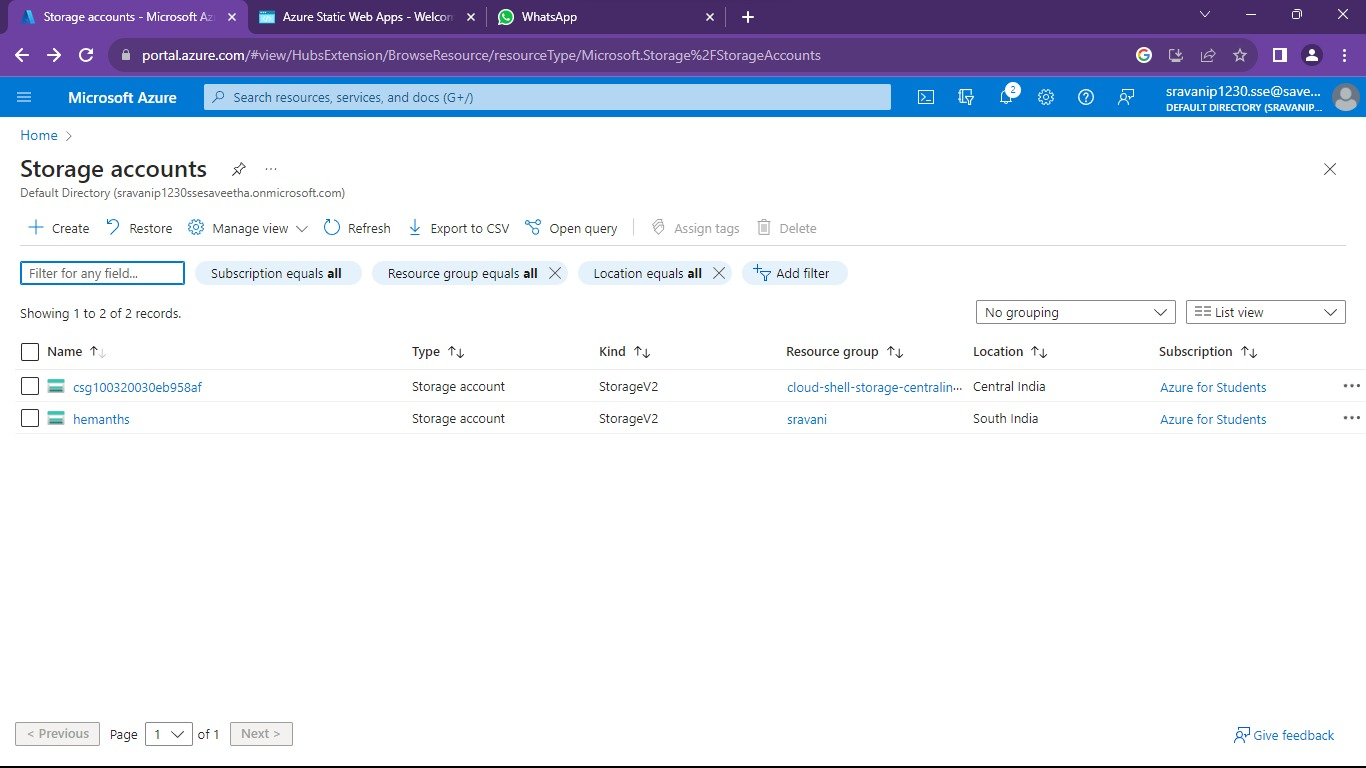 Storage accounts - Microsoft Az
Azure Static Web Apps - Welcon
WhatsApp
portal.azure.com/#view/HubsExtension/BrowseResource/resourceType/Microsoft.Storage%2FStorageAccounts
Microsoft Azure
Search resources, services, and docs (G+/)
2
sravanip1230.sse@save...
DEFAULT DIRECTORY (SRAVANIP...
Home
Storage accounts
Default Directory (sravanip1230ssesaveetha.onmicrosoft.com)
Create Restore Manage view Refresh Export to CSV Open query Assign tags Delete
Filter for any field... Subscription equals all Resource group equals all Location equals all Add filter
Showing 1 to 2 of 2 records.
No grouping List view
Name Type Kind Resource group Location Subscription
csg100320030eb958af Storage account StorageV2 cloud-shell-storage-centralin... Central India Azure for Students
hemanths Storage account StorageV2 sravani South India Azure for Students
< Previous Page 1 of 1 Next >
Give feedback